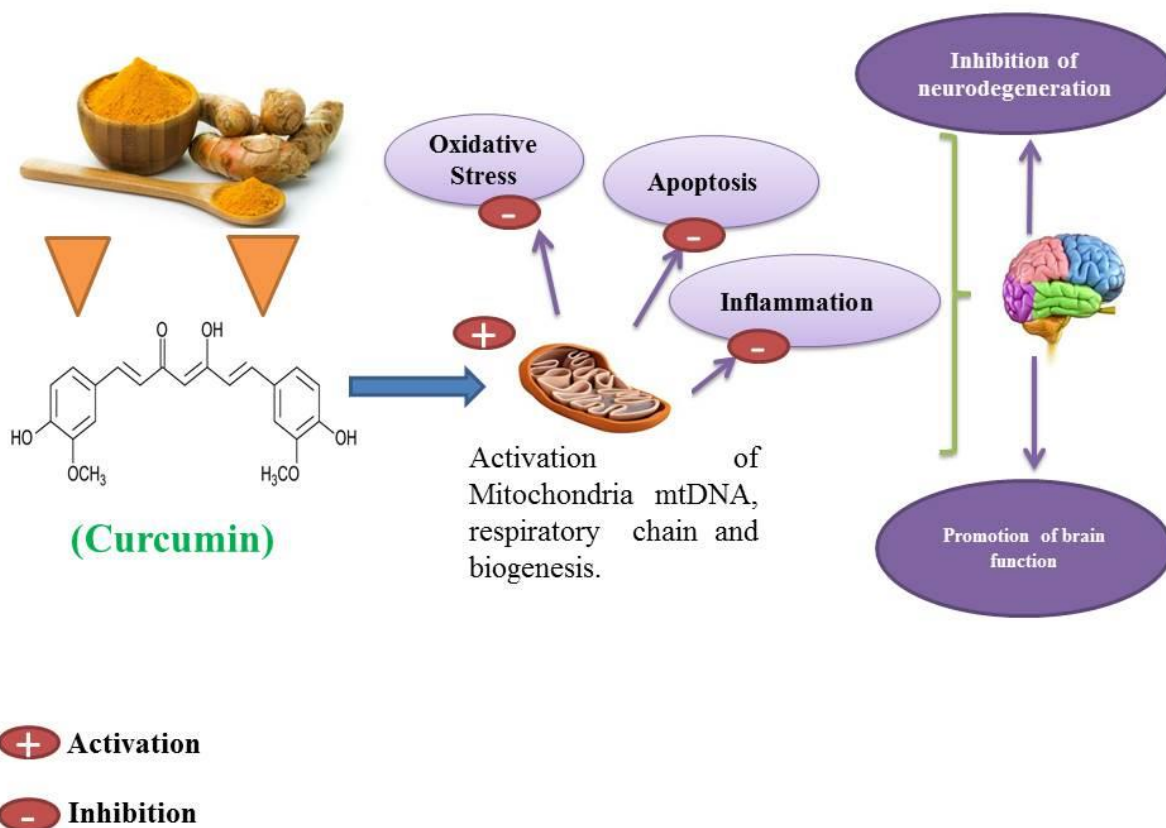 Inhibition of
neurodegeneration
Oxidative
Stress
-
Apoptosis
-
Inflammation
-
+
O
OH
HO
OCH3
H3CO
OH
(Curcumin)
Activation of
Mitochondria mtDNA,
respiratory chain and
biogenesis.
Promotion of brain
function
+ Activation
- Inhibition